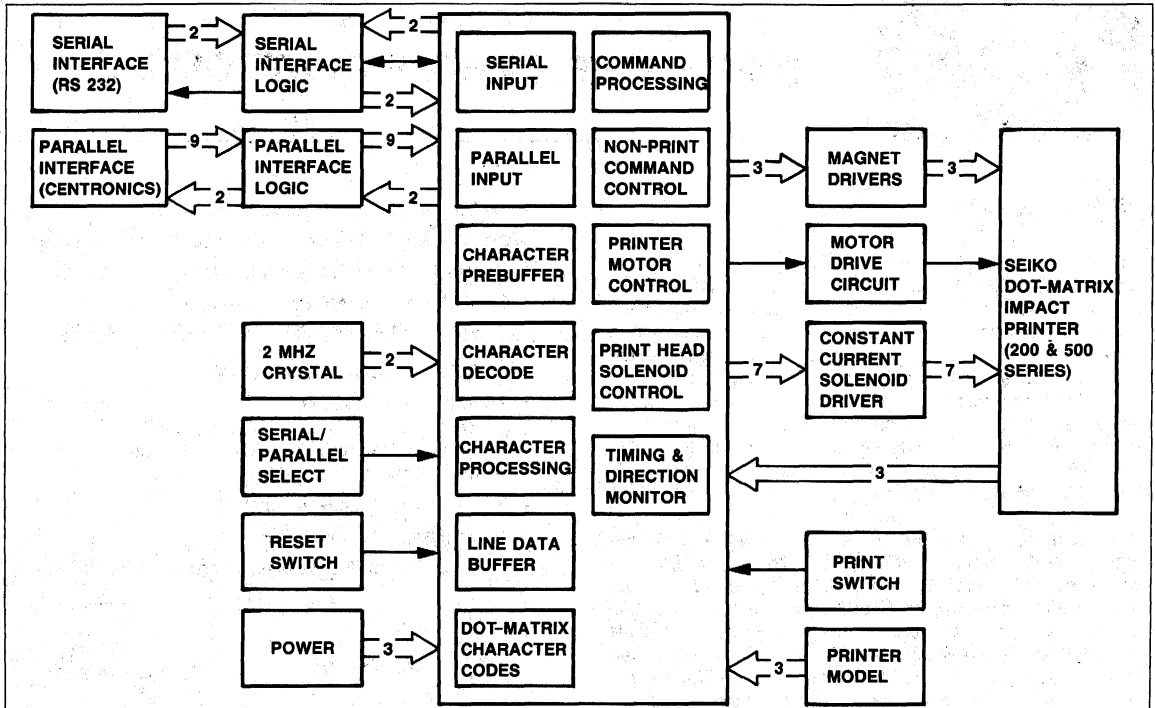 SERIAL
INTERFACE
(RS 232)
2
SERIAL
INTERFACE
LOGIC
2
2
PARALLEL
INTERFACE
(CENTRONICS)
9
2
PARALLEL
INTERFACE
LOGIC
9
2
2 MHZ
CRYSTAL
2
SERIAL/
PARALLEL
SELECT
RESET
SWITCH
POWER
3
SERIAL
INPUT
PARALLEL
INPUT
CHARACTER
PREBUFFER
CHARACTER
DECODE
CHARACTER
PROCESSING
LINE DATA
BUFFER
DOT-MATRIX
CHARACTER
CODES
COMMAND
PROCESSING
NON-PRINT
COMMAND
CONTROL
PRINTER
MOTOR
CONTROL
PRINT HEAD
SOLENOID
CONTROL
TIMING &
DIRECTION
MONITOR
3
MAGNET
DRIVERS
3
MOTOR
DRIVE
CIRCUIT
7
CONSTANT
CURRENT
SOLENOID
DRIVER
7
3
PRINT
SWITCH
3
PRINTER
MODEL
SEIKO
DOT-MATRIX
IMPACT
PRINTER
(200 & 500
SERIES)